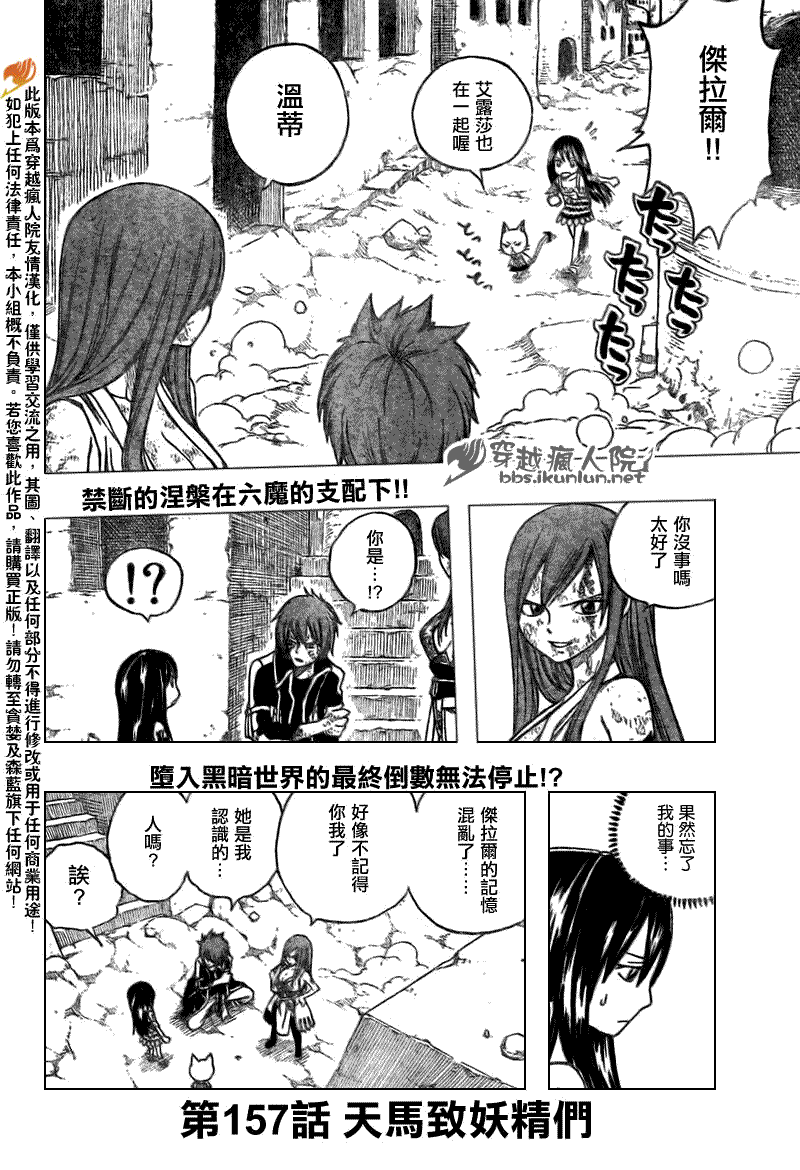 傑拉爾!!
艾露莎也
在一起喔
溫蒂
たっ
たっ
たっ
たっ
穿越瘋人院
bbs.ikunlun.net
禁斷的涅槃在六魔的支配下!!
你沒事嗎
太好了
你是…!?
!?
墮入黑暗世界的最終倒數無法停止!?
果然忘了
我的事…
傑拉爾的記憶
混亂了……
好像不記得
你我了
她是我
認識的…
人嗎？
誒？
第157話 天馬致妖精們
此版本爲穿越瘋人院友情漢化，僅供學習交流之用，其圖、翻譯以及任何部分不得進行修改或用于任何商業用途！
如犯上任何法律責任，本小組概不負責。若您喜歡此作品，請購買正版！請勿轉至貪婪及森藍旗下任何網站！